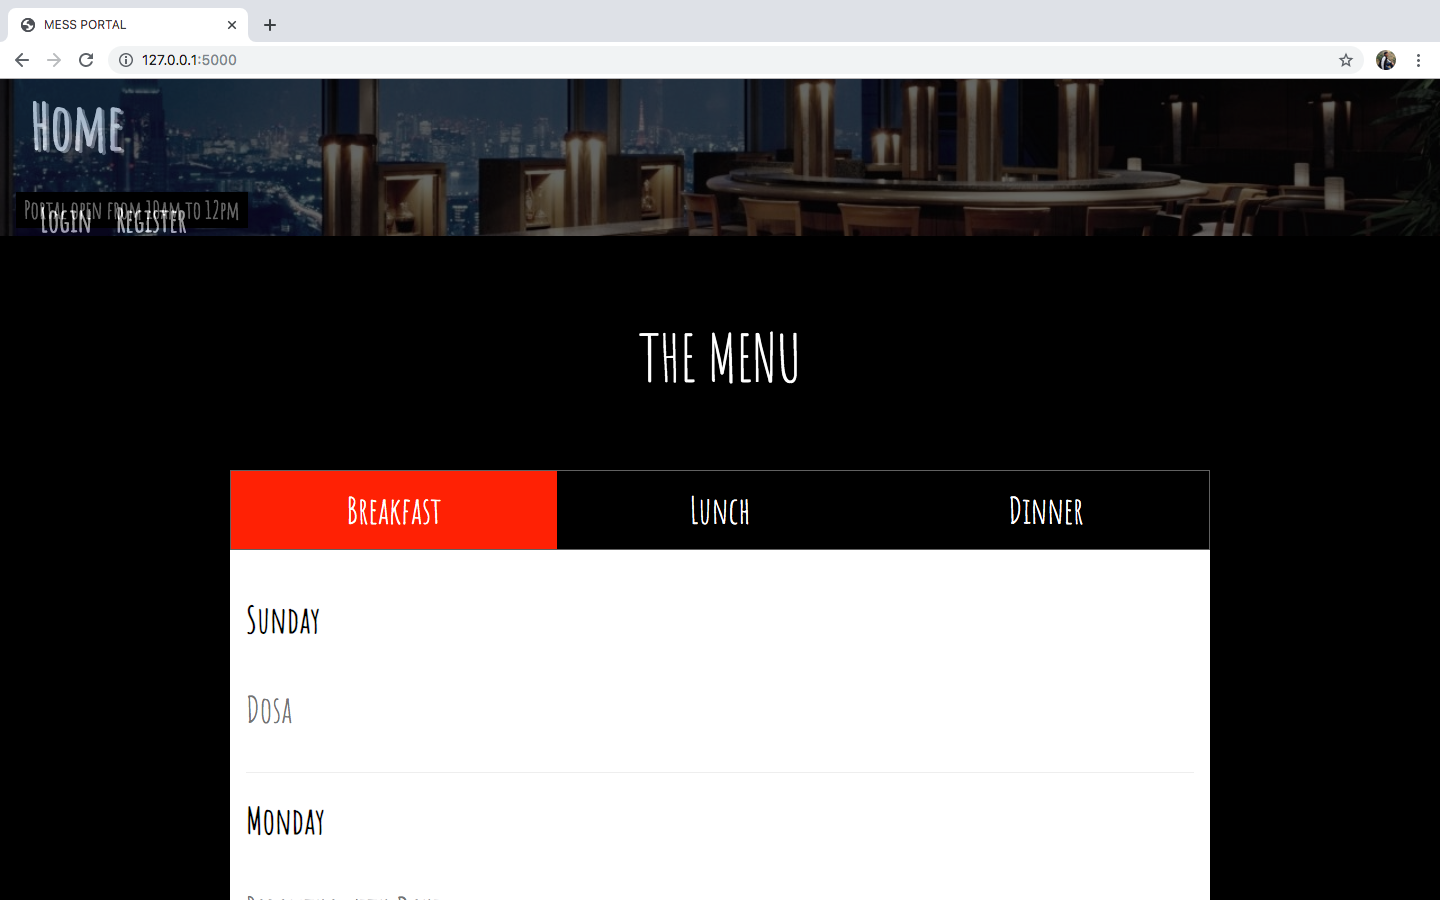 MESS PORTAL
127.0.0.1:5000
Home
Portal open from 10am to 12pm
Login Register
THE MENU
Breakfast Lunch Dinner
Sunday
Dosa
Monday